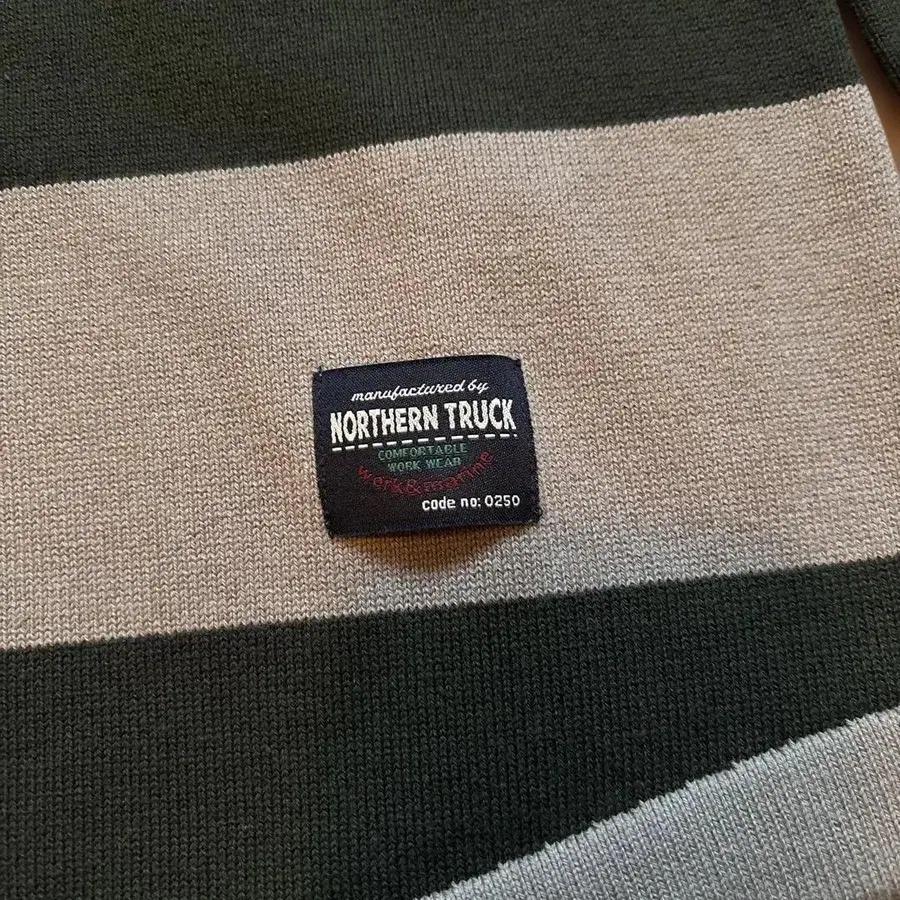 manufactured by
NORTHERN TRUCK
COMFORTABLE
WORK WEAR
work&marine
code no: 0250